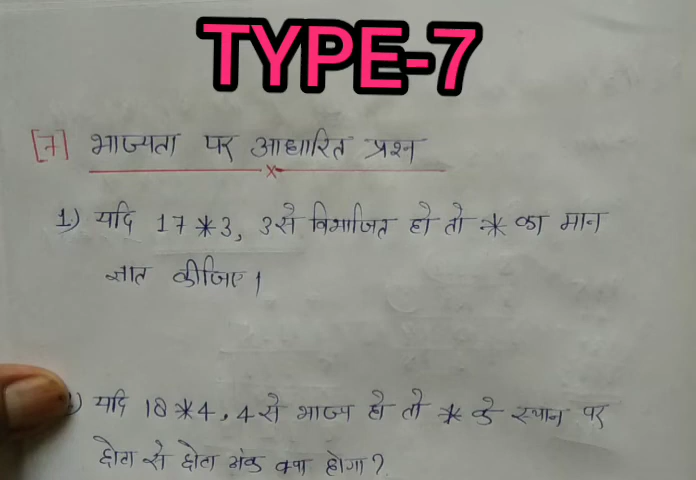 TYPE-7
[7] भाज्यता पर आधारित प्रश्न
1) यदि 17*3, 3 से विभाजित हो तो * का मान
ज्ञात कीजिए।
) यदि 18*4, 4 से भाज्य हो तो * के स्थान पर
छोटा से छोटा अंक क्या होगा?